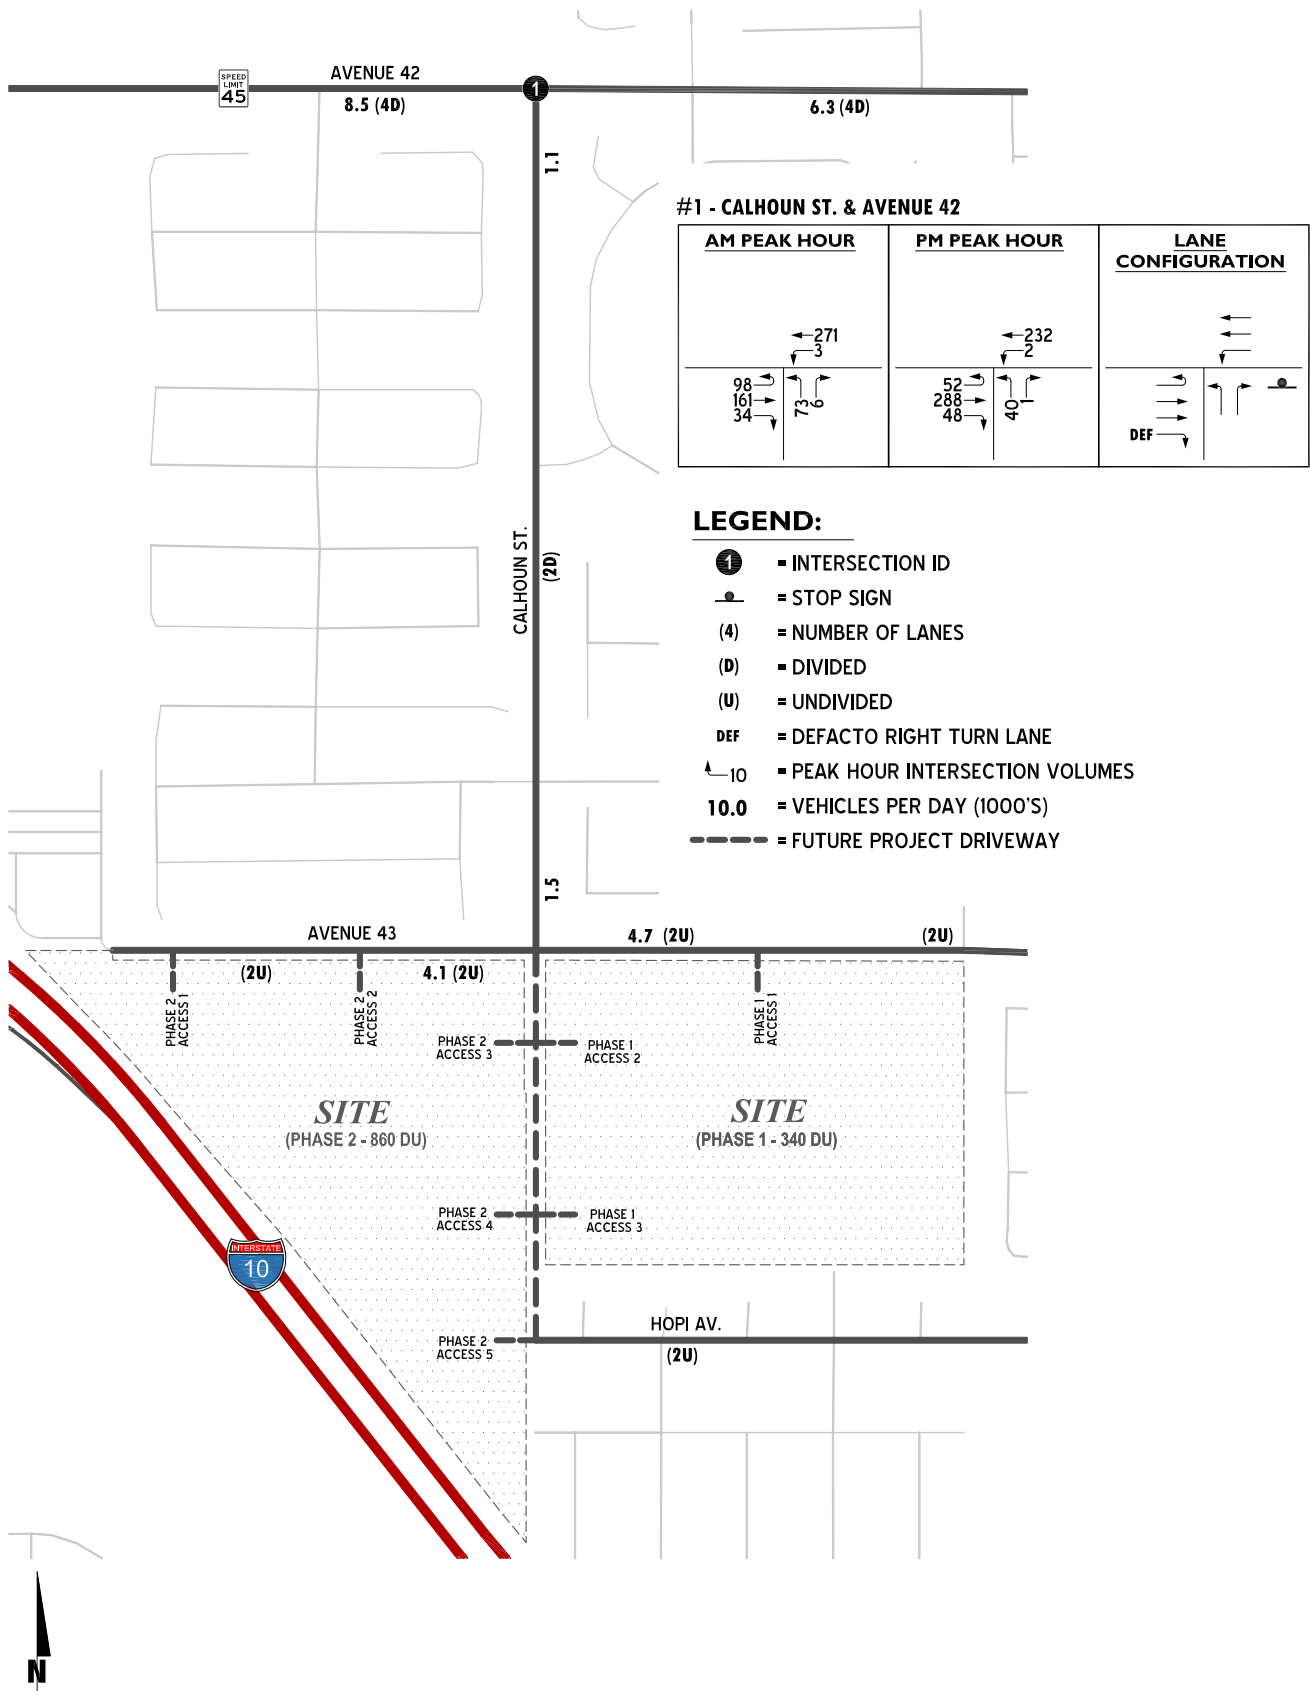 AVENUE 42
SPEED
LIMIT
45
1
8.5 (4D)
6.3 (4D)
1.1
#1 - CALHOUN ST. & AVENUE 42
AM PEAK HOUR
271
3
98
161
34
73
6
PM PEAK HOUR
232
2
52
288
48
40
1
LANE
CONFIGURATION
DEF
LEGEND:
1 = INTERSECTION ID
= STOP SIGN
(4) = NUMBER OF LANES
(D) = DIVIDED
(U) = UNDIVIDED
DEF = DEFACTO RIGHT TURN LANE
10 = PEAK HOUR INTERSECTION VOLUMES
10.0 = VEHICLES PER DAY (1000'S)
= FUTURE PROJECT DRIVEWAY
CALHOUN ST.
(2D)
1.5
AVENUE 43
4.7 (2U)
(2U)
(2U)
4.1 (2U)
PHASE 2
ACCESS 1
PHASE 2
ACCESS 2
PHASE 1
ACCESS 1
PHASE 2
ACCESS 3
PHASE 1
ACCESS 2
SITE
(PHASE 2 - 860 DU)
SITE
(PHASE 1 - 340 DU)
PHASE 2
ACCESS 4
PHASE 1
ACCESS 3
INTERSTATE
10
PHASE 2
ACCESS 5
HOPI AV.
(2U)
N